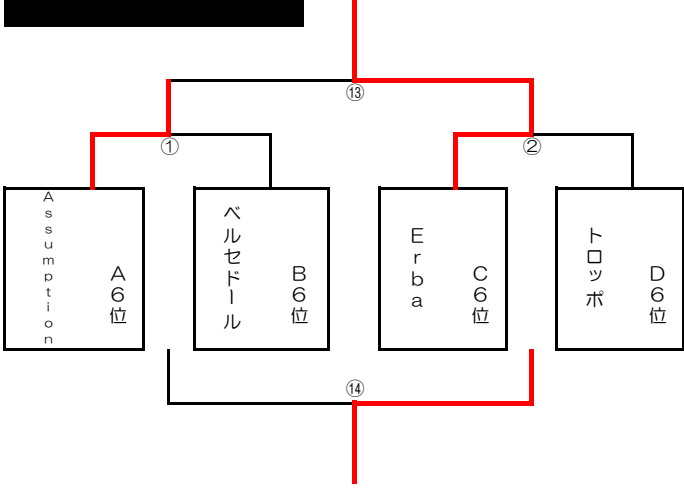 ⑬
①
②
Assumption
A6位
ベルセドール
B6位
Erba
C6位
トロッポ
D6位
⑭